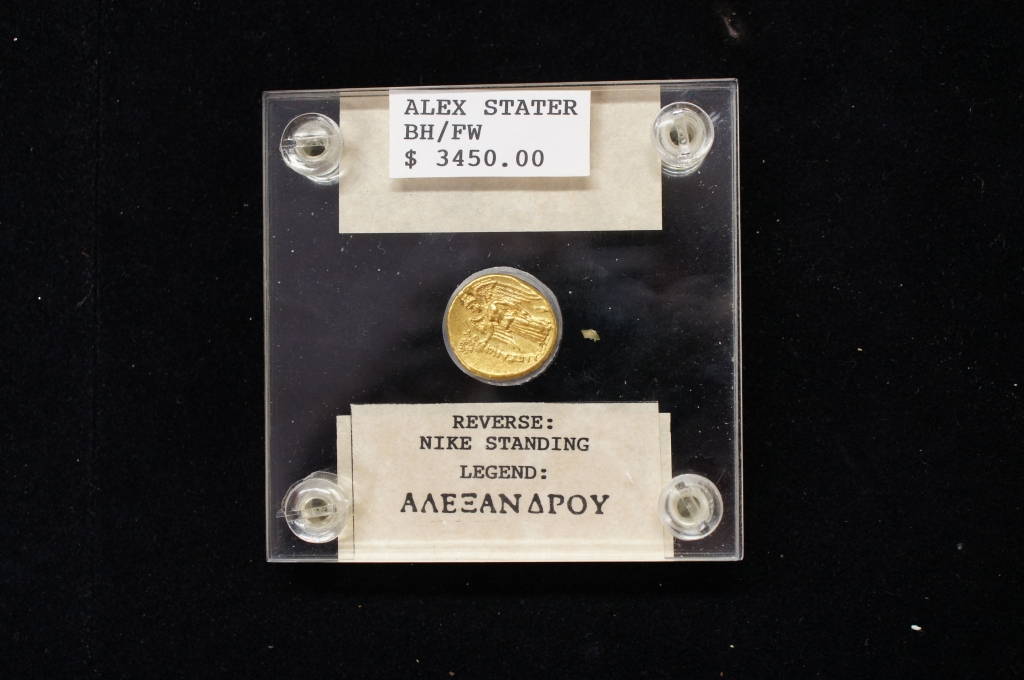 ALEX STATER
BH/FW
$ 3450.00
REVERSE:
NIKE STANDING
LEGEND:
ΑΛΕΞΑΝΔΡΟΥ